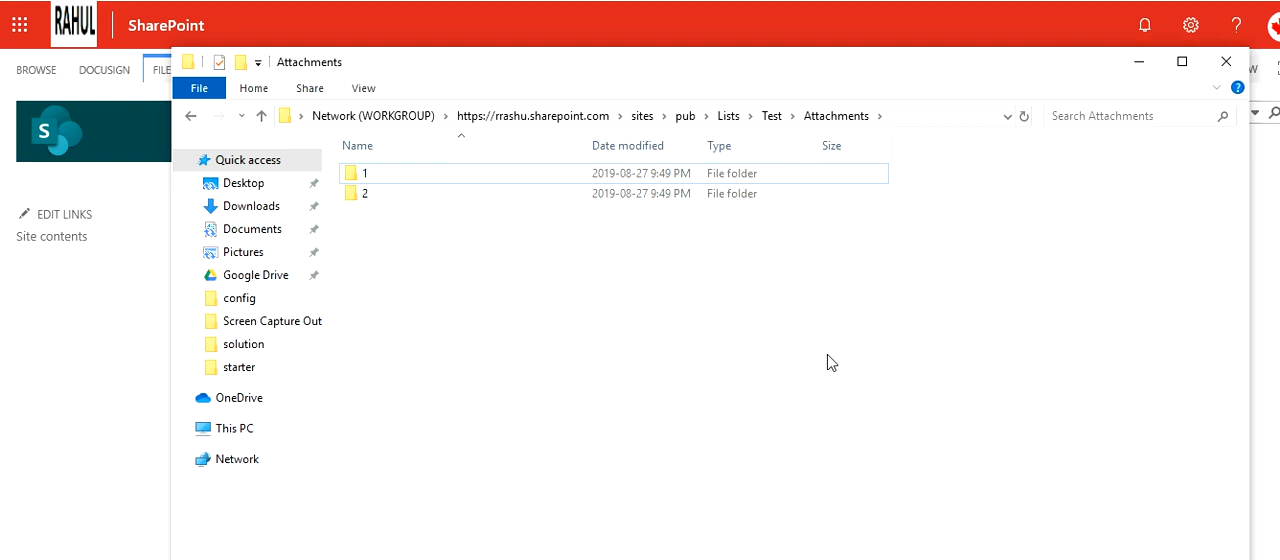 RAHUL SharePoint
BROWSE DOCUSIGN FILE
Attachments
File Home Share View
Network (WORKGROUP) › https://rrashu.sharepoint.com › sites › pub › Lists › Test › Attachments ›
Search Attachments
Name Date modified Type Size
Quick access
1 2019-08-27 9:49 PM File folder
2 2019-08-27 9:49 PM File folder
Desktop
Downloads
Documents
Pictures
Google Drive
config
Screen Capture Out
solution
starter
OneDrive
This PC
Network
S
EDIT LINKS
Site contents